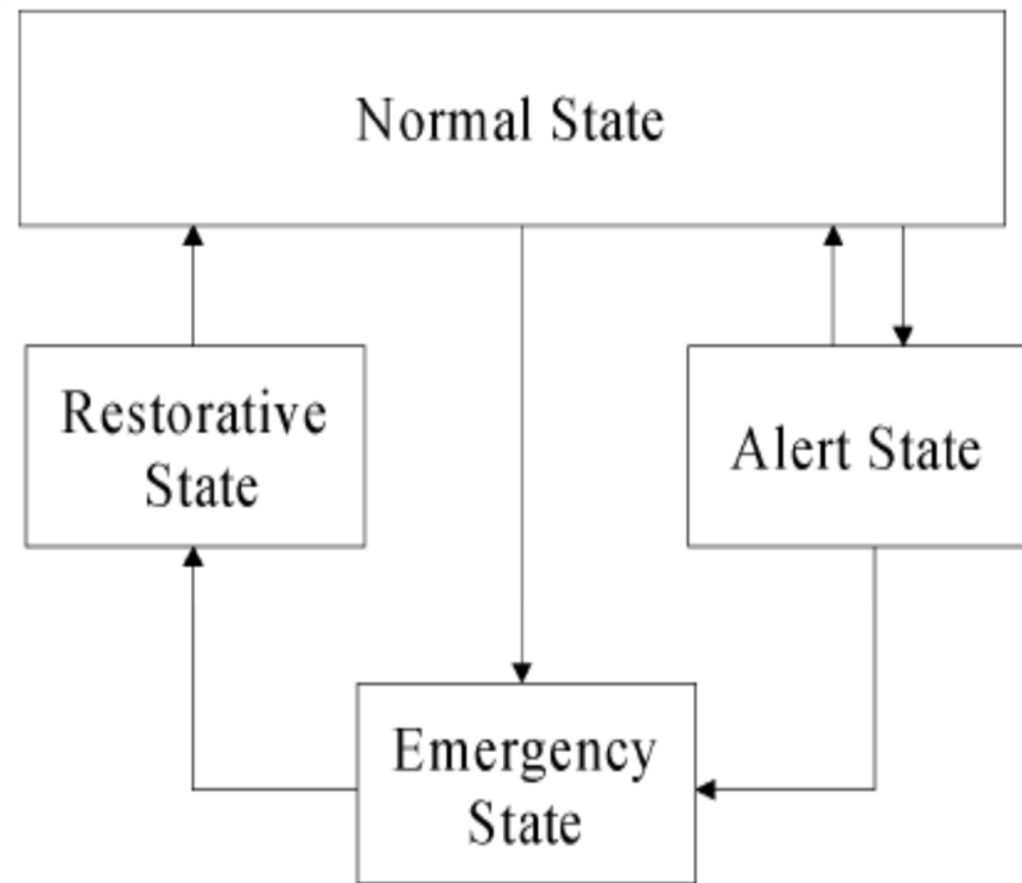 Normal State
Restorative
State
Alert State
Emergency
State